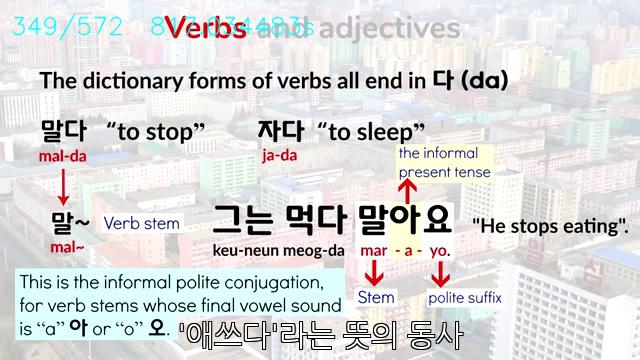 349/572 817.034483s
Verbs and adjectives
The dictionary forms of verbs all end in 다 (da)
말다 “to stop” 자다 “to sleep”
mal-da ja-da
the informal
present tense
말~ Verb stem 그는 먹다 말아요 "He stops eating".
mal~ keu-neun meog-da mar - a - yo.
This is the informal polite conjugation,
for verb stems whose final vowel sound
is “a” 아 or “o” 오.
Stem polite suffix
'애쓰다'라는 뜻의 동사